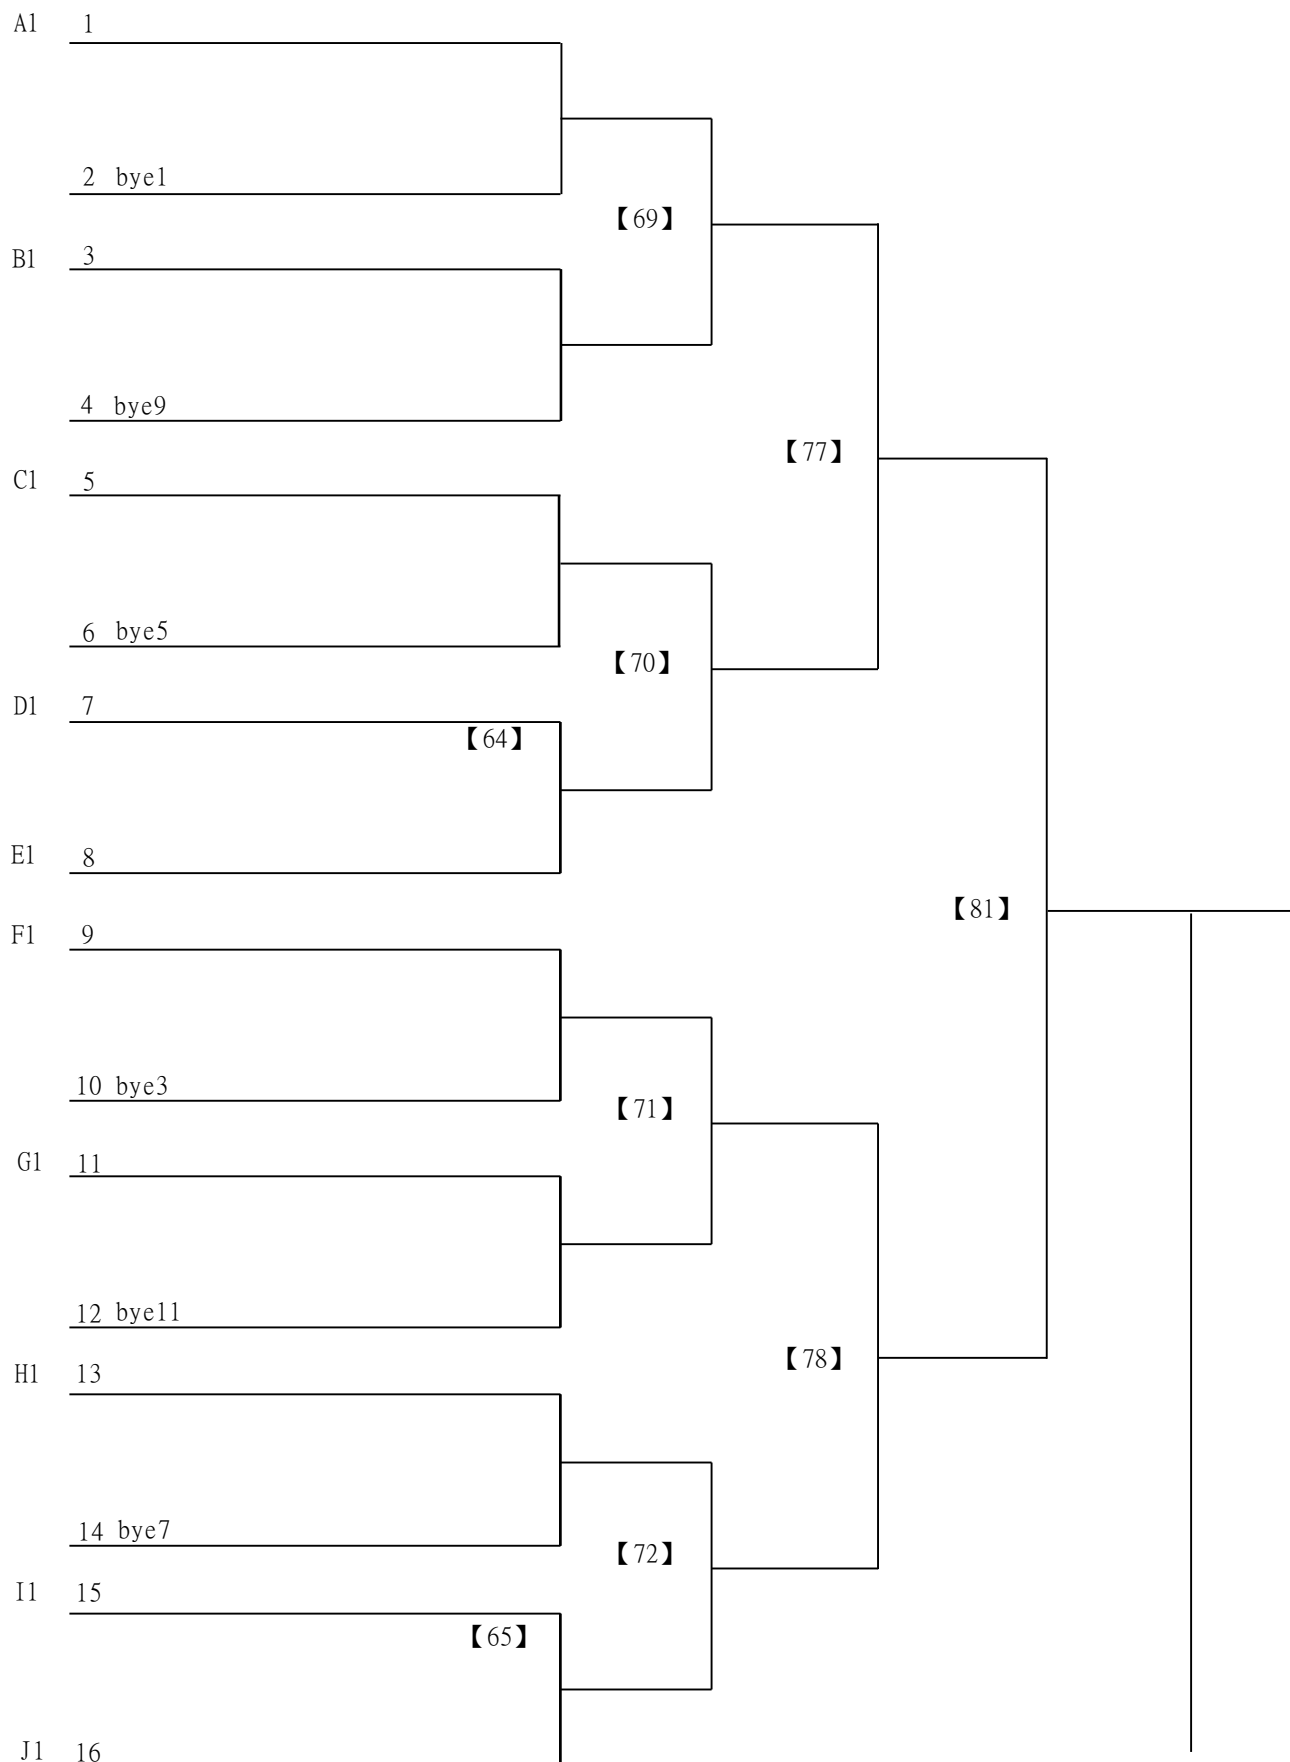 A1 1
2 bye1
【69】
B1 3
4 bye9
【77】
C1 5
6 bye5
【70】
D1 7
【64】
E1 8
【81】
F1 9
10 bye3
【71】
G1 11
12 bye11
【78】
H1 13
14 bye7
【72】
I1 15
【65】
J1 16